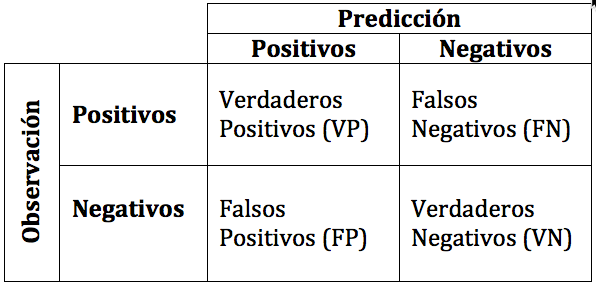 Predicción
Positivos
Negativos
Observación
Positivos
Verdaderos
Positivos (VP)
Falsos
Negativos (FN)
Negativos
Falsos
Positivos (FP)
Verdaderos
Negativos (VN)